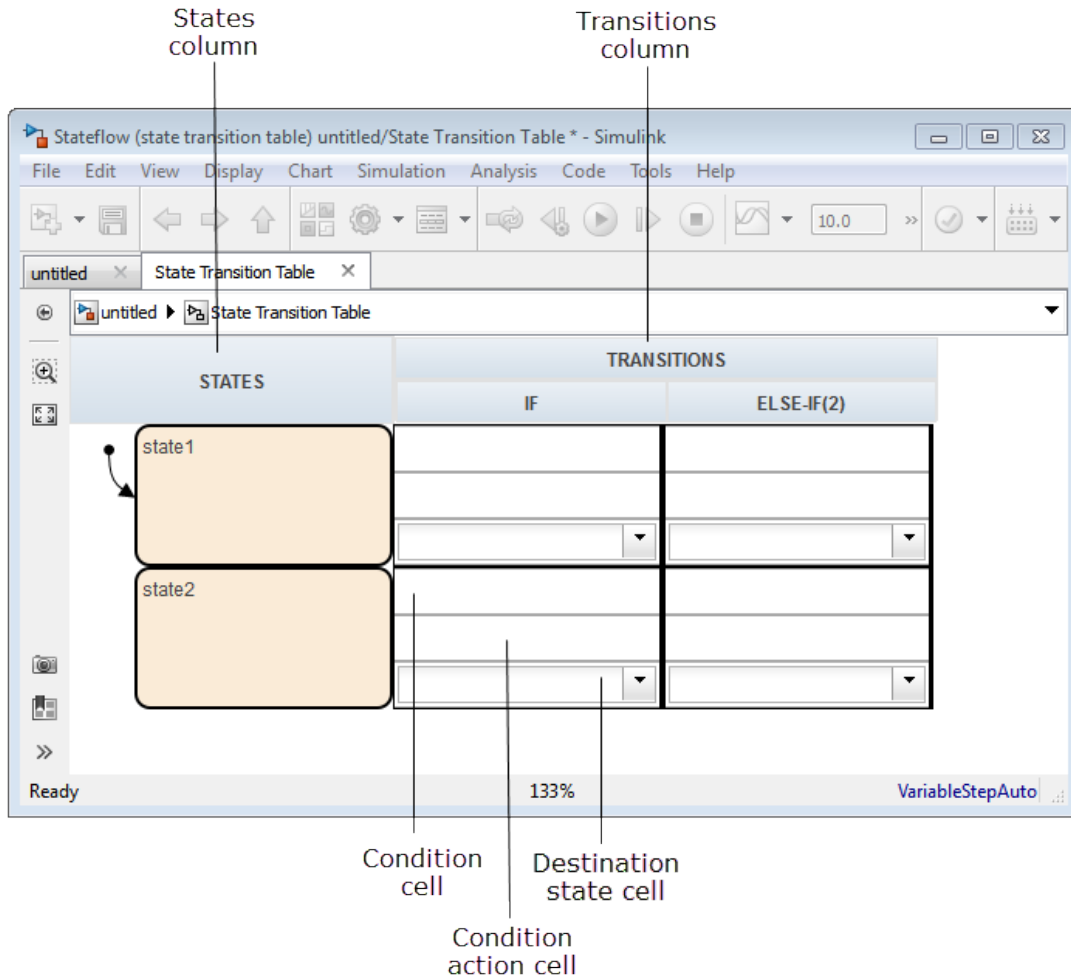 States
column
Transitions
column
Stateflow (state transition table) untitled/State Transition Table * - Simulink
File Edit View Display Chart Simulation Analysis Code Tools Help
10.0 »
untitled State Transition Table
untitled State Transition Table
STATES
TRANSITIONS
IF ELSE-IF(2)
state1
state2
»
Ready 133% VariableStepAuto
Condition
cell
Destination
state cell
Condition
action cell